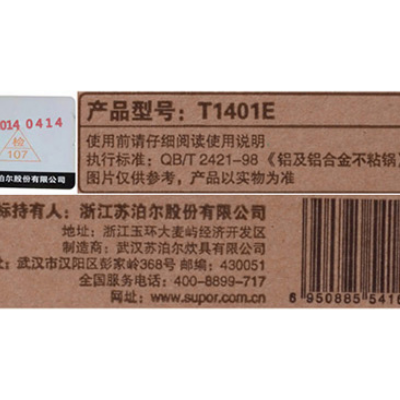 014 0414
检
107
泊尔股份有限公司
产品型号：T1401E
使用前请仔细阅读使用说明
执行标准：QB/T 2421-98《铝及铝合金不粘锅》
图片仅供参考，产品以实物为准
标持有人：浙江苏泊尔股份有限公司
地址：浙江玉环大麦屿经济开发区
制造商：武汉苏泊尔炊具有限公司
址：武汉市汉阳区彭家岭368号 邮编：430051
全国服务电话：400-8899-717
网址：www.supor.com.cn
6 950885 5416